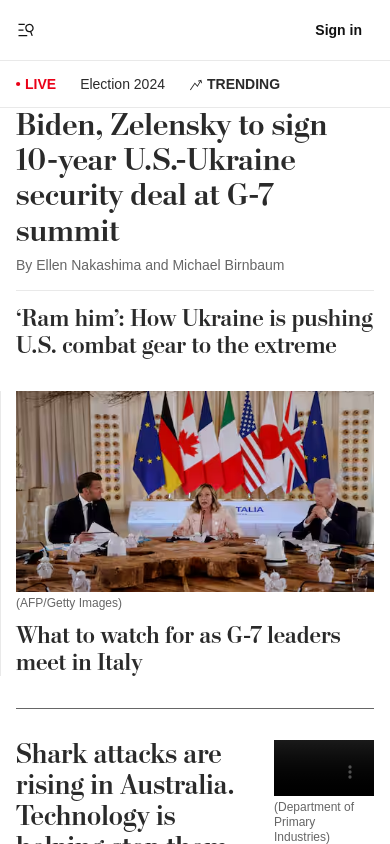 Sign in
LIVE
Election 2024
TRENDING
Biden, Zelensky to sign
10-year U.S.-Ukraine
security deal at G-7
summit
By Ellen Nakashima and Michael Birnbaum
‘Ram him’: How Ukraine is pushing
U.S. combat gear to the extreme
ITALIA
(AFP/Getty Images)
What to watch for as G-7 leaders
meet in Italy
Shark attacks are
rising in Australia.
Technology is
helping stop them
(Department of
Primary
Industries)